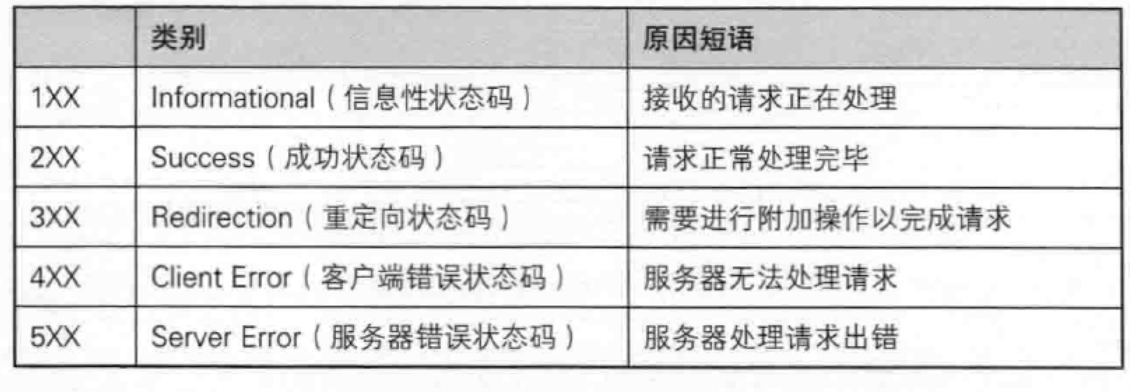 类别 原因短语
1XX Informational（信息性状态码） 接收的请求正在处理
2XX Success（成功状态码） 请求正常处理完毕
3XX Redirection（重定向状态码） 需要进行附加操作以完成请求
4XX Client Error（客户端错误状态码） 服务器无法处理请求
5XX Server Error（服务器错误状态码） 服务器处理请求出错